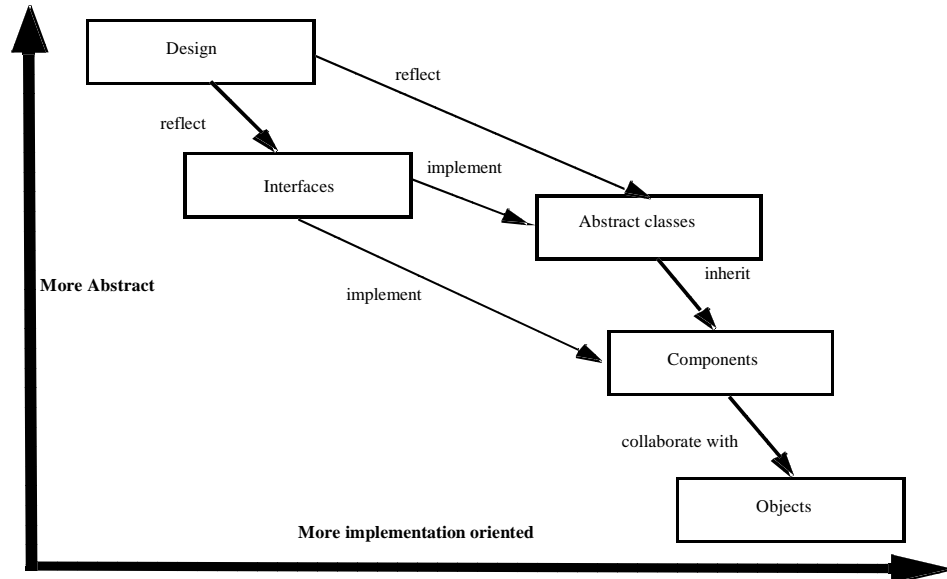 Design
reflect
reflect
Interfaces
implement
Abstract classes
More Abstract
inherit
implement
Components
collaborate with
Objects
More implementation oriented